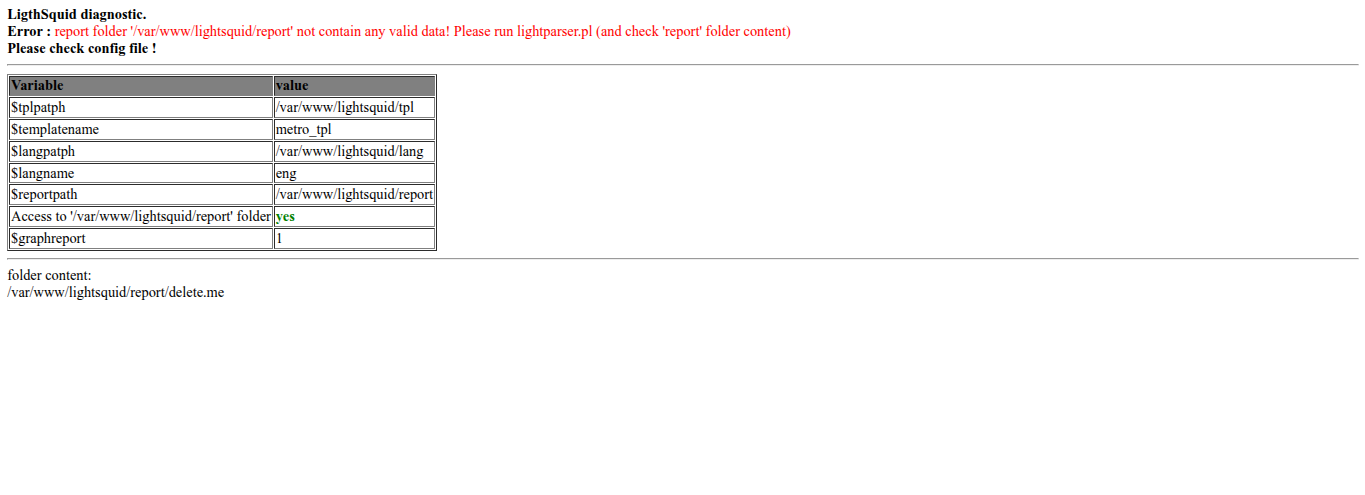 LigthSquid diagnostic.
Error : report folder '/var/www/lightsquid/report' not contain any valid data! Please run lightparser.pl (and check 'report' folder content)
Please check config file !
Variable value
$tplpatph /var/www/lightsquid/tpl
$templatename metro_tpl
$langpatph /var/www/lightsquid/lang
$langname eng
$reportpath /var/www/lightsquid/report
Access to '/var/www/lightsquid/report' folder yes
$graphreport 1
folder content:
/var/www/lightsquid/report/delete.me